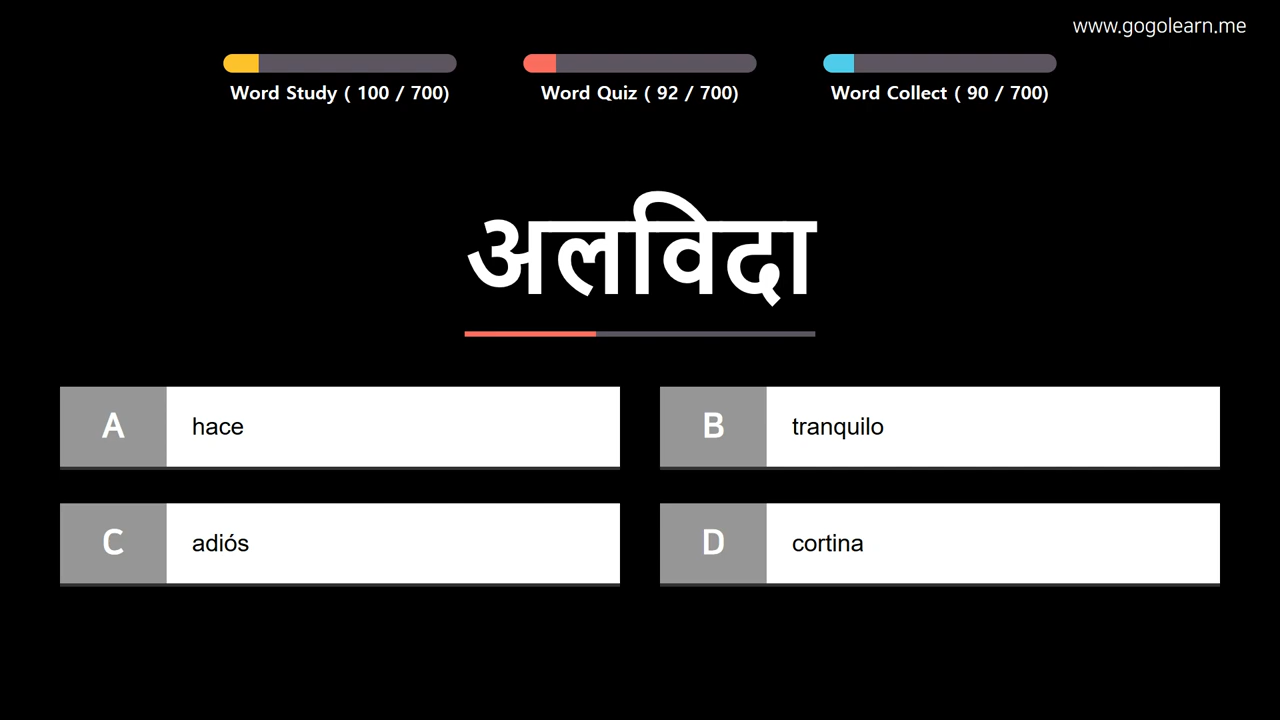 www.gogolearn.me
Word Study ( 100 / 700)
Word Quiz ( 92 / 700)
Word Collect ( 90 / 700)
अलविदा
A hace
B tranquilo
C adiós
D cortina